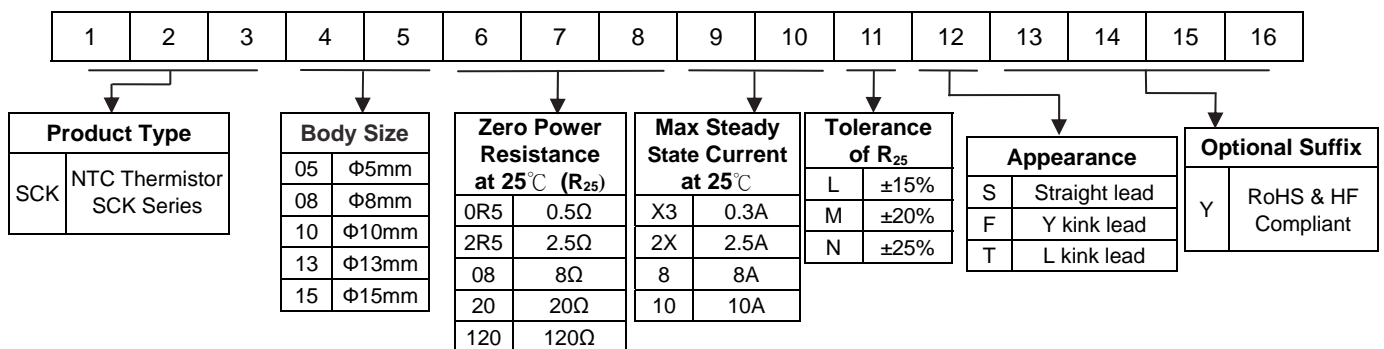 1 2 3 4 5 6 7 8 9 10 11 12 13 14 15 16
Product Type
SCK NTC Thermistor
SCK Series
Body Size
05 Φ5mm
08 Φ8mm
10 Φ10mm
13 Φ13mm
15 Φ15mm
Zero Power
Resistance
at 25℃ (R25)
0R5 0.5Ω
2R5 2.5Ω
08 8Ω
20 20Ω
120 120Ω
Max Steady
State Current
at 25℃
X3 0.3A
2X 2.5A
8 8A
10 10A
Tolerance
of R25
L ±15%
M ±20%
N ±25%
Appearance
S Straight lead
F Y kink lead
T L kink lead
Optional Suffix
Y RoHS & HF
Compliant